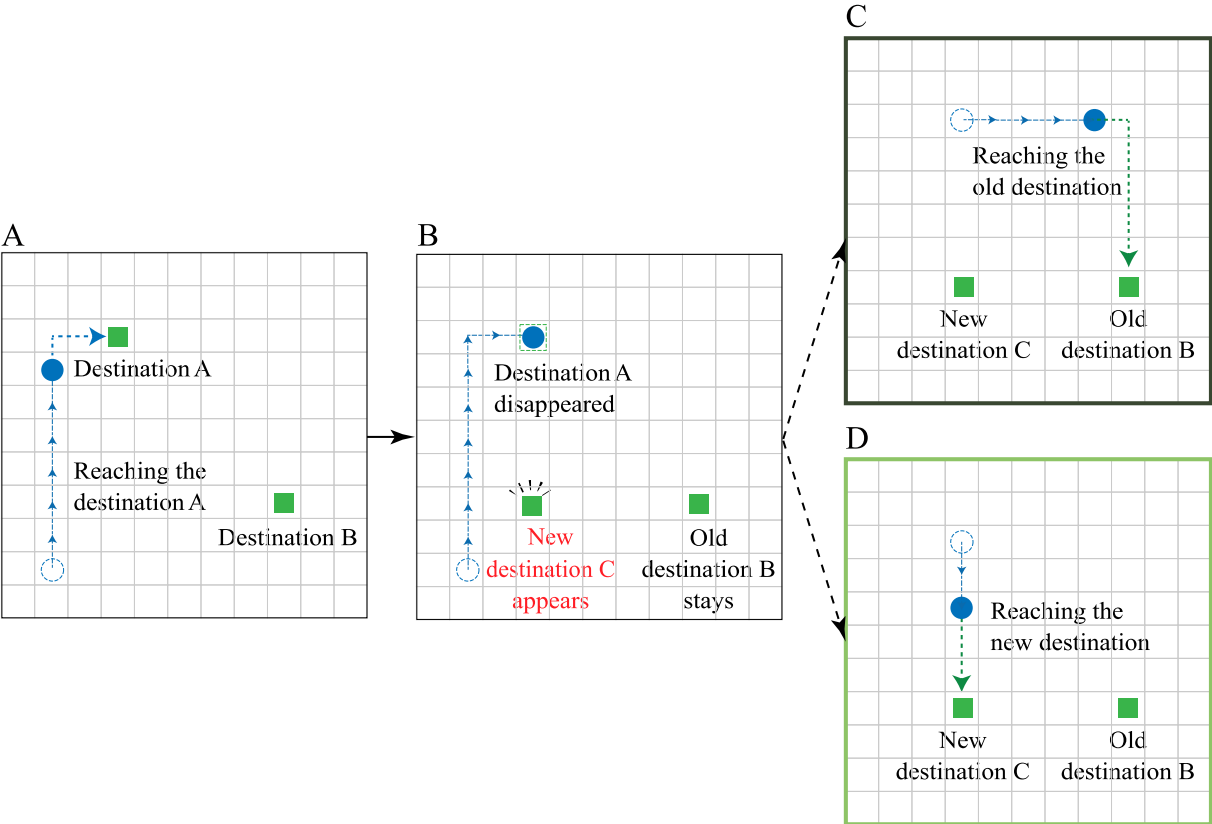 A
Destination A
Reaching the
destination A
Destination B
B
Destination A
disappeared
New
destination C
appears
Old
destination B
stays
C
Reaching the
old destination
New
destination C
Old
destination B
D
Reaching the
new destination
New
destination C
Old
destination B